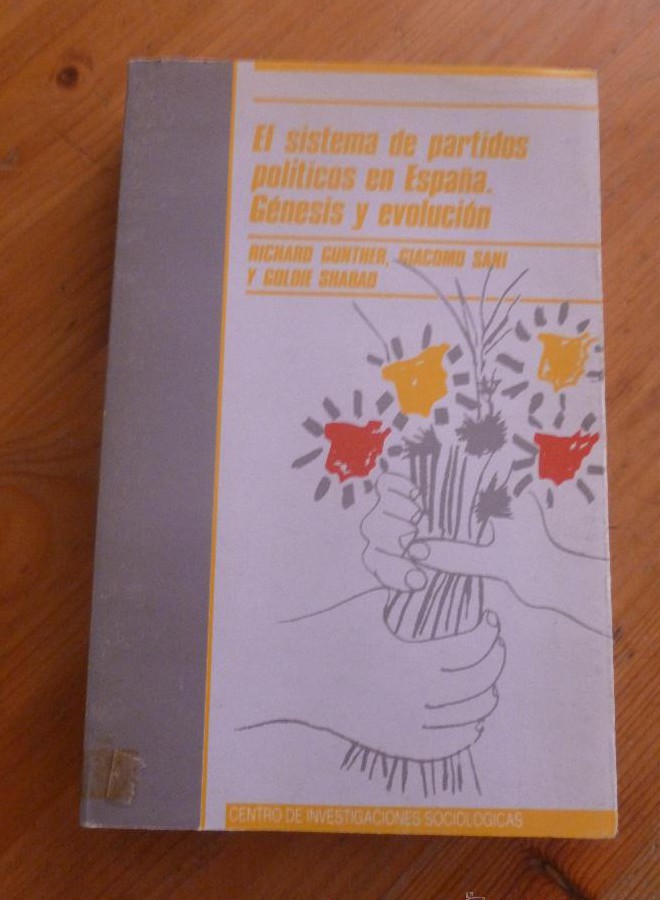 El sistema de partidos
políticos en España.
Génesis y evolución
RICHARD GUNTHER, GIACOMO SANI
Y GOLDIE SHABAD
CENTRO DE INVESTIGACIONES SOCIOLOGICAS